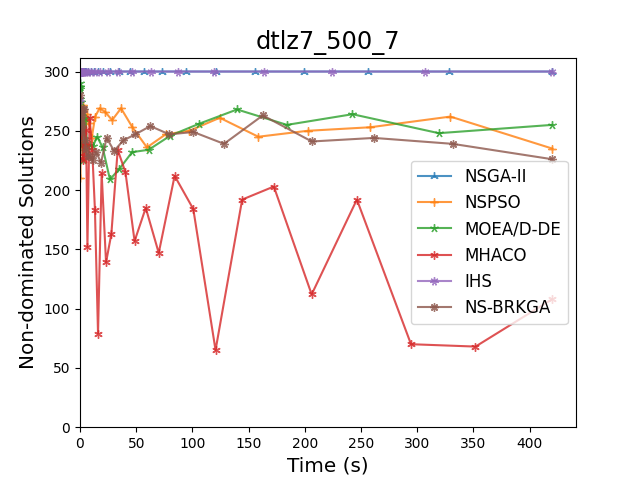 dtlz7_500_7
Non-dominated Solutions
300
250
200
150
100
50
0
NSGA-II
NSPSO
MOEA/D-DE
MHACO
IHS
NS-BRKGA
0 50 100 150 200 250 300 350 400
Time (s)